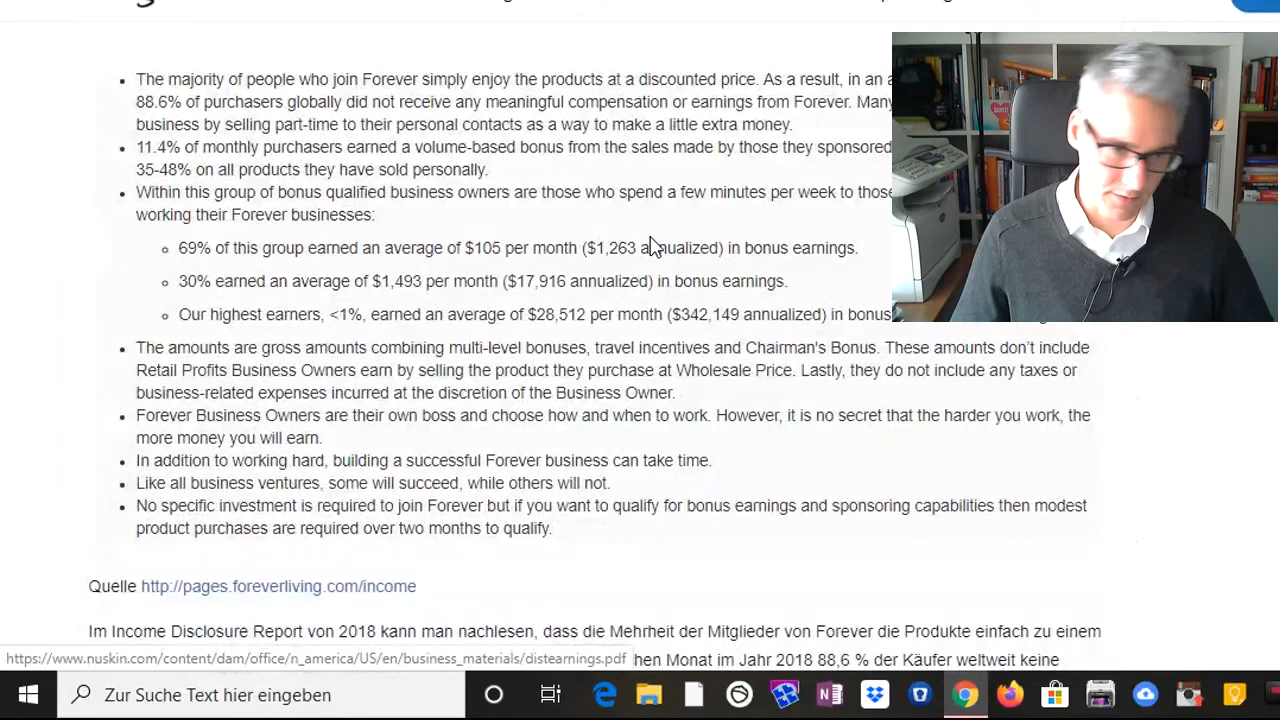 The majority of people who join Forever simply enjoy the products at a discounted price. As a result, in an
88.6% of purchasers globally did not receive any meaningful compensation or earnings from Forever. Many
business by selling part-time to their personal contacts as a way to make a little extra money.
11.4% of monthly purchasers earned a volume-based bonus from the sales made by those they sponsored
35-48% on all products they have sold personally.
Within this group of bonus qualified business owners are those who spend a few minutes per week to those
working their Forever businesses:
69% of this group earned an average of $105 per month ($1,263 annualized) in bonus earnings.
30% earned an average of $1,493 per month ($17,916 annualized) in bonus earnings.
Our highest earners, <1%, earned an average of $28,512 per month ($342,149 annualized) in bonus
The amounts are gross amounts combining multi-level bonuses, travel incentives and Chairman's Bonus. These amounts don’t include
Retail Profits Business Owners earn by selling the product they purchase at Wholesale Price. Lastly, they do not include any taxes or
business-related expenses incurred at the discretion of the Business Owner.
Forever Business Owners are their own boss and choose how and when to work. However, it is no secret that the harder you work, the
more money you will earn.
In addition to working hard, building a successful Forever business can take time.
Like all business ventures, some will succeed, while others will not.
No specific investment is required to join Forever but if you want to qualify for bonus earnings and sponsoring capabilities then modest
product purchases are required over two months to qualify.
Quelle http://pages.foreverliving.com/income
Im Income Disclosure Report von 2018 kann man nachlesen, dass die Mehrheit der Mitglieder von Forever die Produkte einfach zu einem
https://www.nuskin.com/content/dam/office/n_america/US/en/business_materials/distearnings.pdf
Monat im Jahr 2018 88,6 % der Käufer weltweit keine
Zur Suche Text hier eingeben